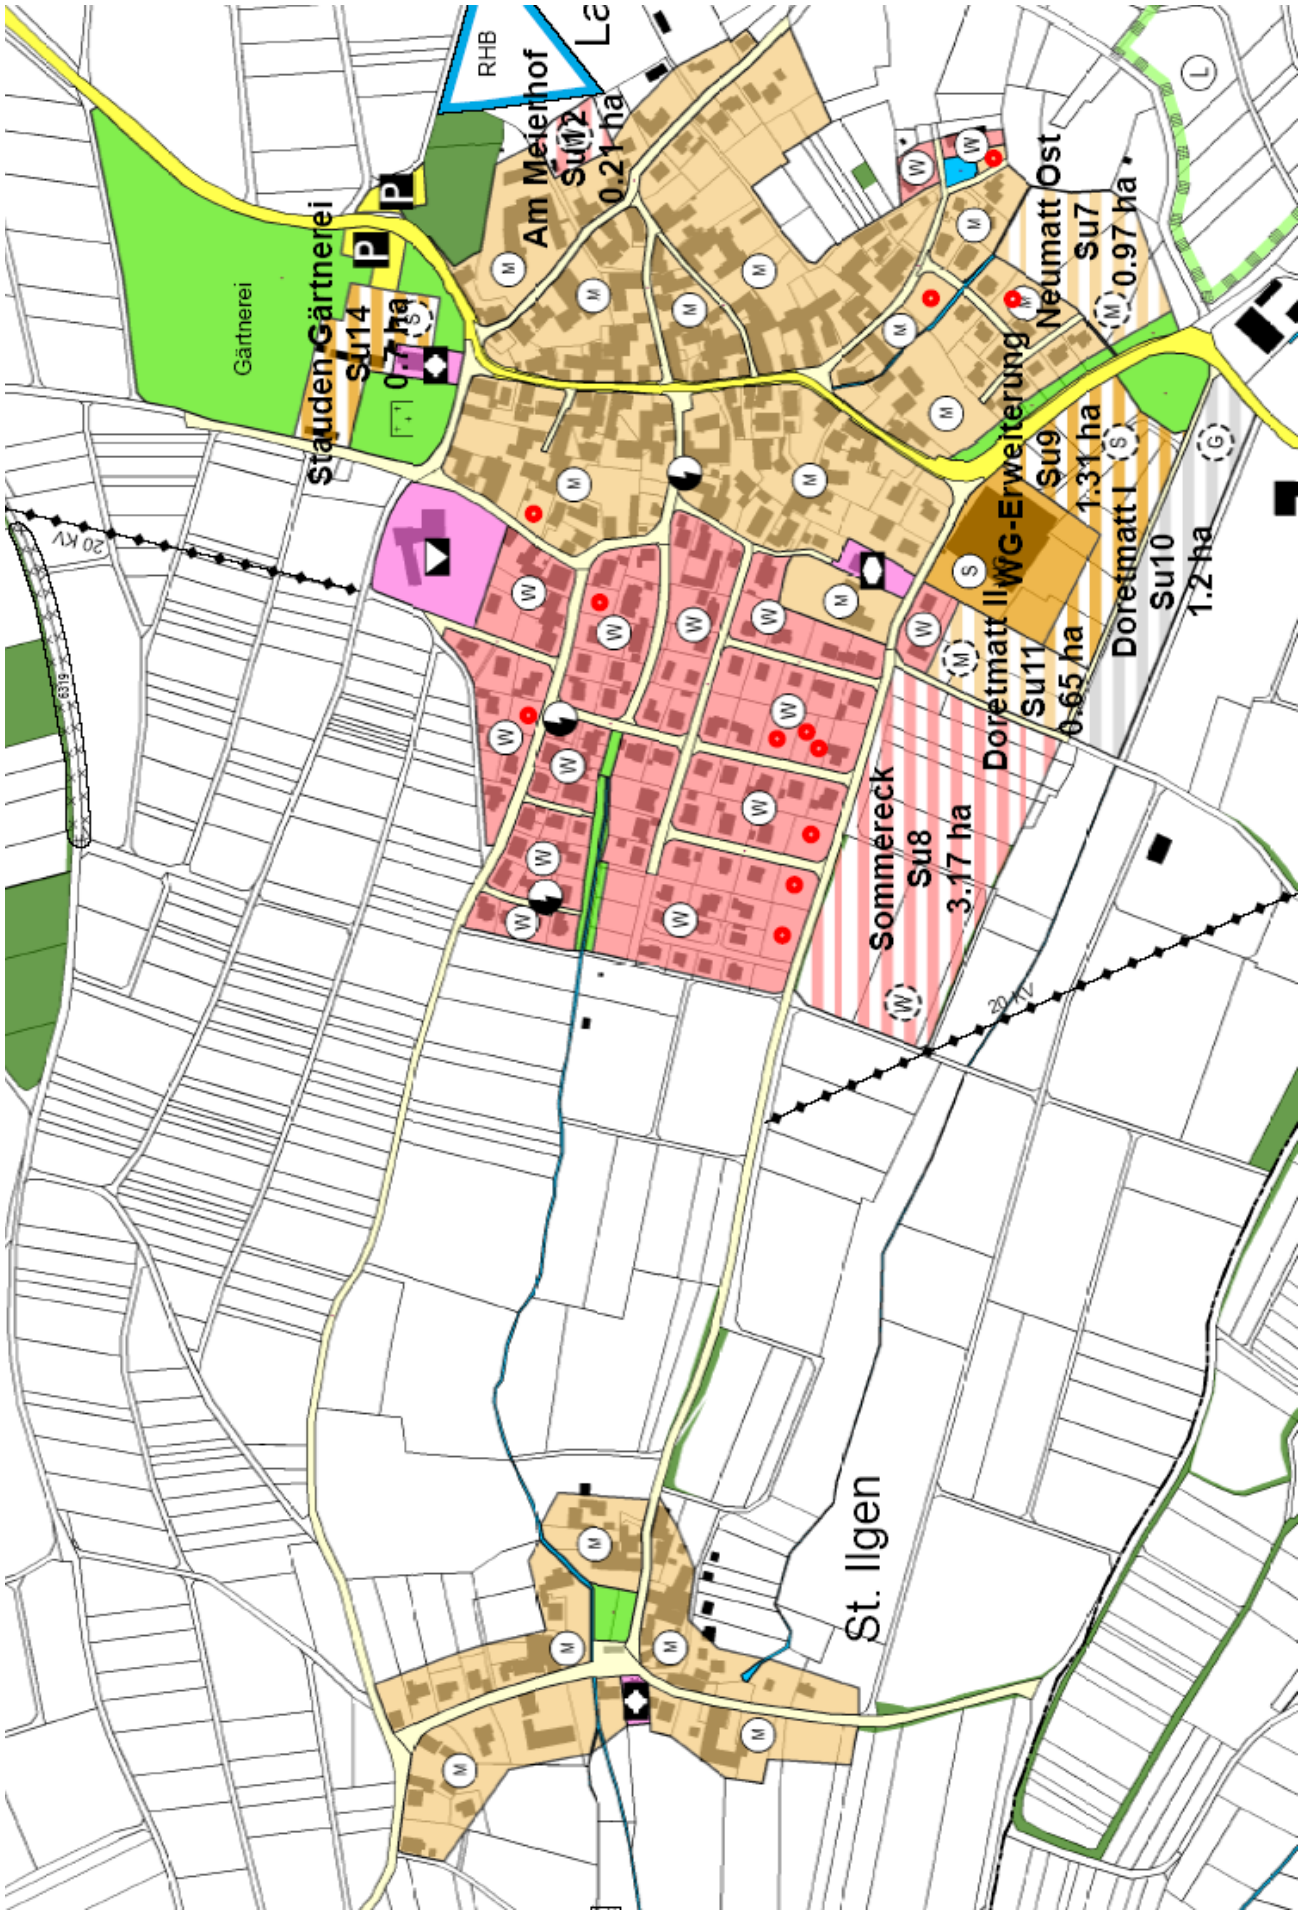 La
RHB
Am Meierhof
Su12
0.21 ha
W
L
W
W
P
P
Gärtnerei
Stauden-Gärtnerei
Su14
0.7 ha
S
M
M
M
M
M
M
M
M
Neumatt Ost
Su7
0.97 ha
M
M
M
WG-Erweiterung
Su9
1.31 ha
S
Doretmatt I
Su10
1.2 ha
G
S
Doretmatt II
Su11
0.65 ha
M
M
W
W
W
W
W
W
W
W
W
W
W
W
Sommereck
Su8
3.17 ha
W
20 KV
20 KV
6319
St. Ilgen
M
M
M
M
M